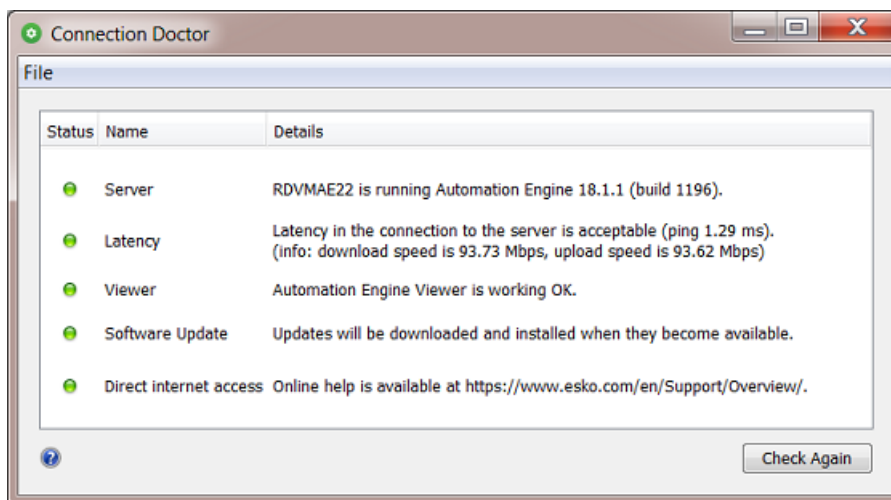 Connection Doctor
File
Status Name Details
Server RDVMAE22 is running Automation Engine 18.1.1 (build 1196).
Latency Latency in the connection to the server is acceptable (ping 1.29 ms).
(info: download speed is 93.73 Mbps, upload speed is 93.62 Mbps)
Viewer Automation Engine Viewer is working OK.
Software Update Updates will be downloaded and installed when they become available.
Direct internet access Online help is available at https://www.esko.com/en/Support/Overview/.
? Check Again